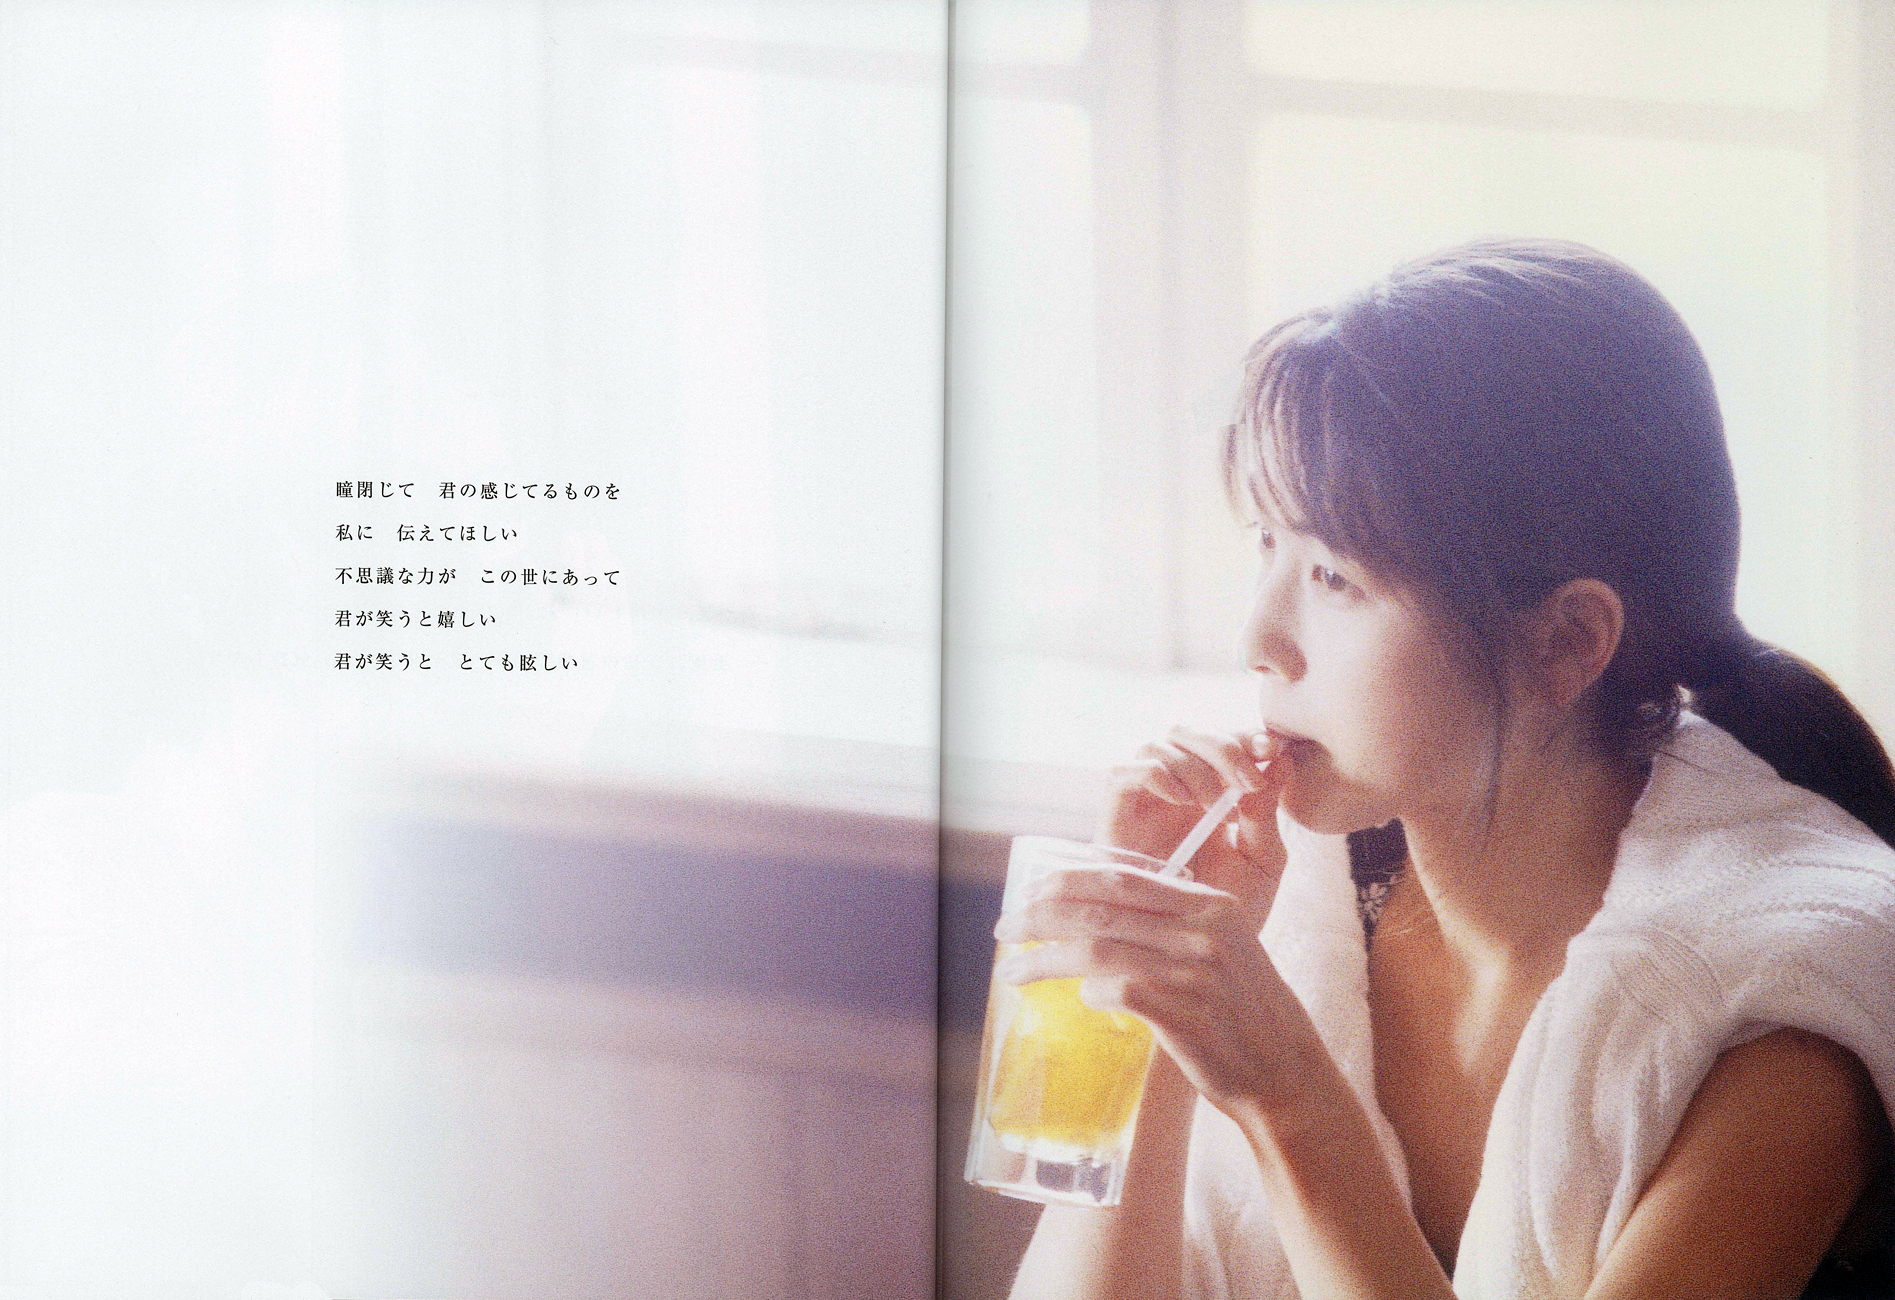 瞳閉じて　君の感じてるものを
私に　伝えてほしい
不思議な力が　この世にあって
君が笑うと嬉しい
君が笑うと　とても眩しい